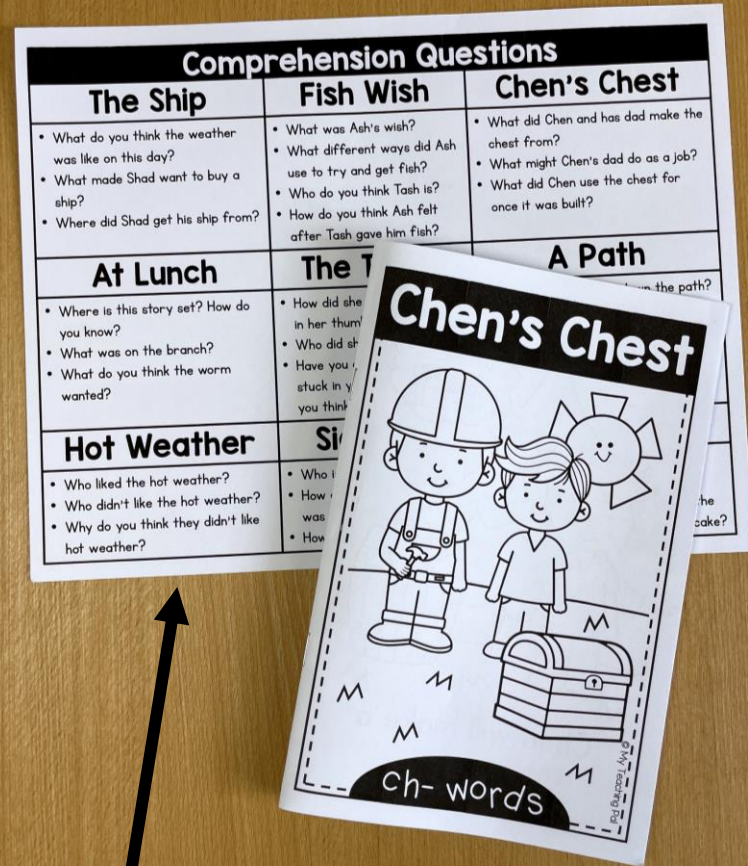 Comprehension Questions
The Ship
• What do you think the weather
was like on this day?
• What made Shad want to buy a
ship?
• Where did Shad get his ship from?
Fish Wish
• What was Ash's wish?
• What different ways did Ash
use to try and get fish?
• Who do you think Tash is?
• How do you think Ash felt
after Tash gave him fish?
Chen's Chest
• What did Chen and has dad make the
chest from?
• What might Chen's dad do as a job?
• What did Chen use the chest for
once it was built?
At Lunch
• Where is this story set? How do
you know?
• What was on the branch?
• What do you think the worm
wanted?
The T
• How did she
in her
• Who did
• Have you
stuck in
you think
A Path
the path?
Hot Weather
• Who liked the hot weather?
• Who didn't like the hot weather?
• Why do you think they didn't like
hot weather?
• Who
• How
was
• How
cake?
Chen's Chest
ch- words
© My Teaching Pal